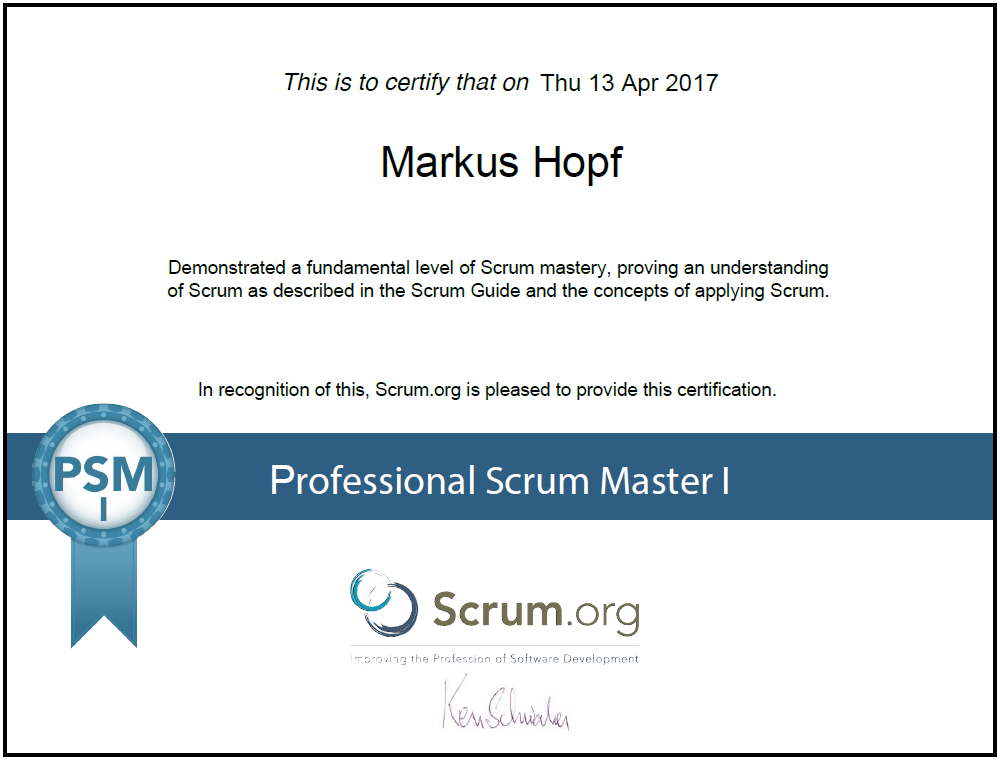 This is to certify that on Thu 13 Apr 2017
Markus Hopf
Demonstrated a fundamental level of Scrum mastery, proving an understanding
of Scrum as described in the Scrum Guide and the concepts of applying Scrum.
In recognition of this, Scrum.org is pleased to provide this certification.
PSM
I
Professional Scrum Master I
Scrum.org
Improving the Profession of Software Development
Ken Schwaber